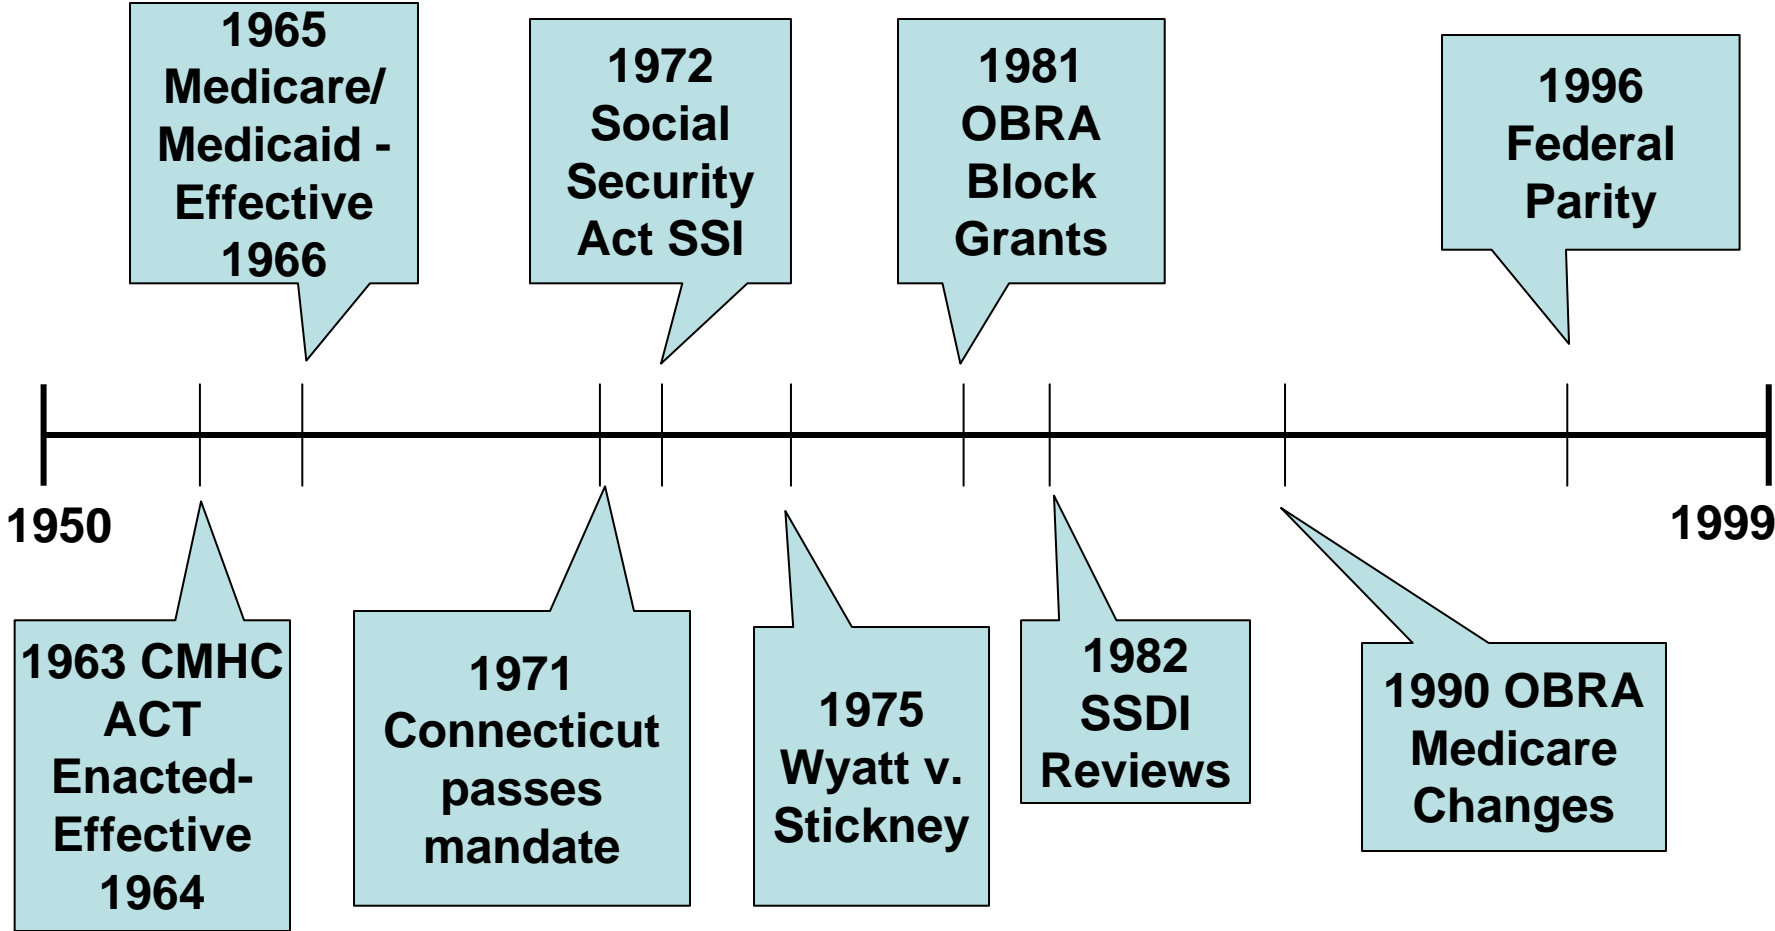 1965
Medicare/
Medicaid -
Effective
1966
1972
Social
Security
Act SSI
1981
OBRA
Block
Grants
1996
Federal
Parity
1950
1999
1963 CMHC
ACT
Enacted-
Effective
1964
1971
Connecticut
passes
mandate
1975
Wyatt v.
Stickney
1982
SSDI
Reviews
1990 OBRA
Medicare
Changes